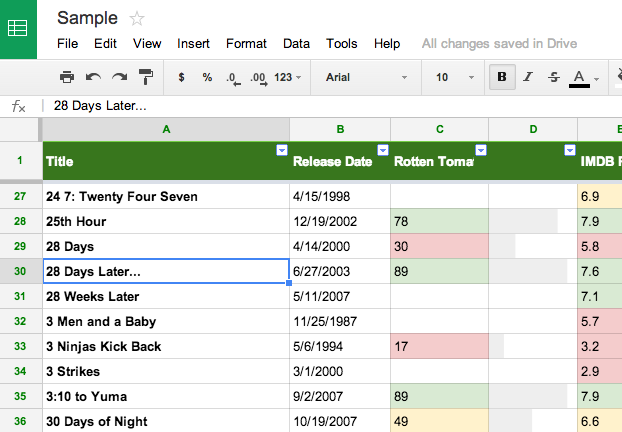 Sample
File Edit View Insert Format Data Tools Help All changes saved in Drive
$ % .0 .00 123 Arial 10 B I S A
fx 28 Days Later...
A B C D E
1 Title Release Date Rotten Toma IMDB
27 24 7: Twenty Four Seven 4/15/1998 6.9
28 25th Hour 12/19/2002 78 7.9
29 28 Days 4/14/2000 30 5.8
30 28 Days Later... 6/27/2003 89 7.6
31 28 Weeks Later 5/11/2007 7.1
32 3 Men and a Baby 11/25/1987 5.7
33 3 Ninjas Kick Back 5/6/1994 17 3.2
34 3 Strikes 3/1/2000 2.9
35 3:10 to Yuma 9/2/2007 89 7.9
36 30 Days of Night 10/19/2007 49 6.6